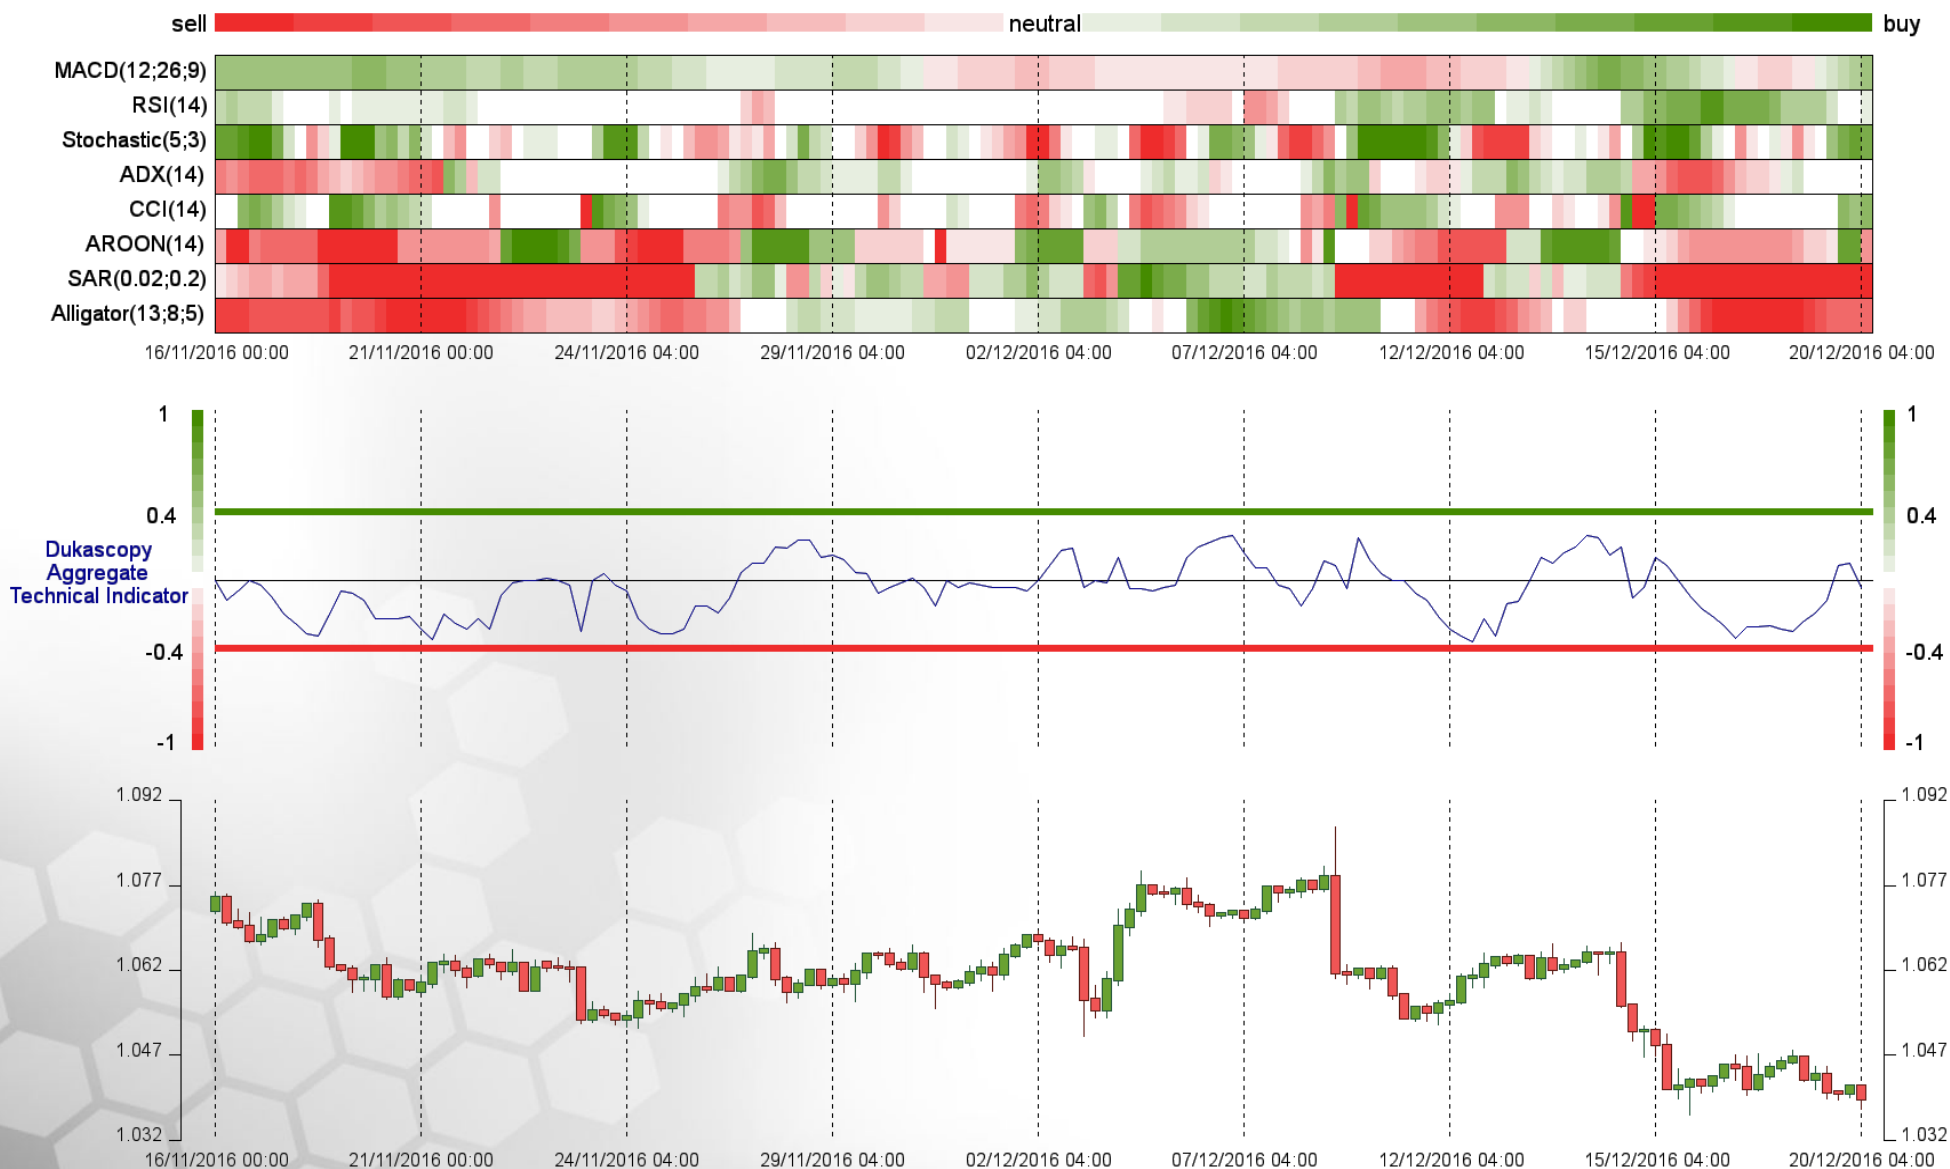 sell neutral buy
MACD(12;26;9)
RSI(14)
Stochastic(5;3)
ADX(14)
CCI(14)
AROON(14)
SAR(0.02;0.2)
Alligator(13;8;5)
16/11/2016 00:00 21/11/2016 00:00 24/11/2016 04:00 29/11/2016 04:00 02/12/2016 04:00 07/12/2016 04:00 12/12/2016 04:00 15/12/2016 04:00 20/12/2016 04:00
1 1
0.4 0.4
Dukascopy
Aggregate
Technical Indicator
-0.4 -0.4
-1 -1
1.092 1.092
1.077 1.077
1.062 1.062
1.047 1.047
1.032 1.032
16/11/2016 00:00 21/11/2016 00:00 24/11/2016 04:00 29/11/2016 04:00 02/12/2016 04:00 07/12/2016 04:00 12/12/2016 04:00 15/12/2016 04:00 20/12/2016 04:00